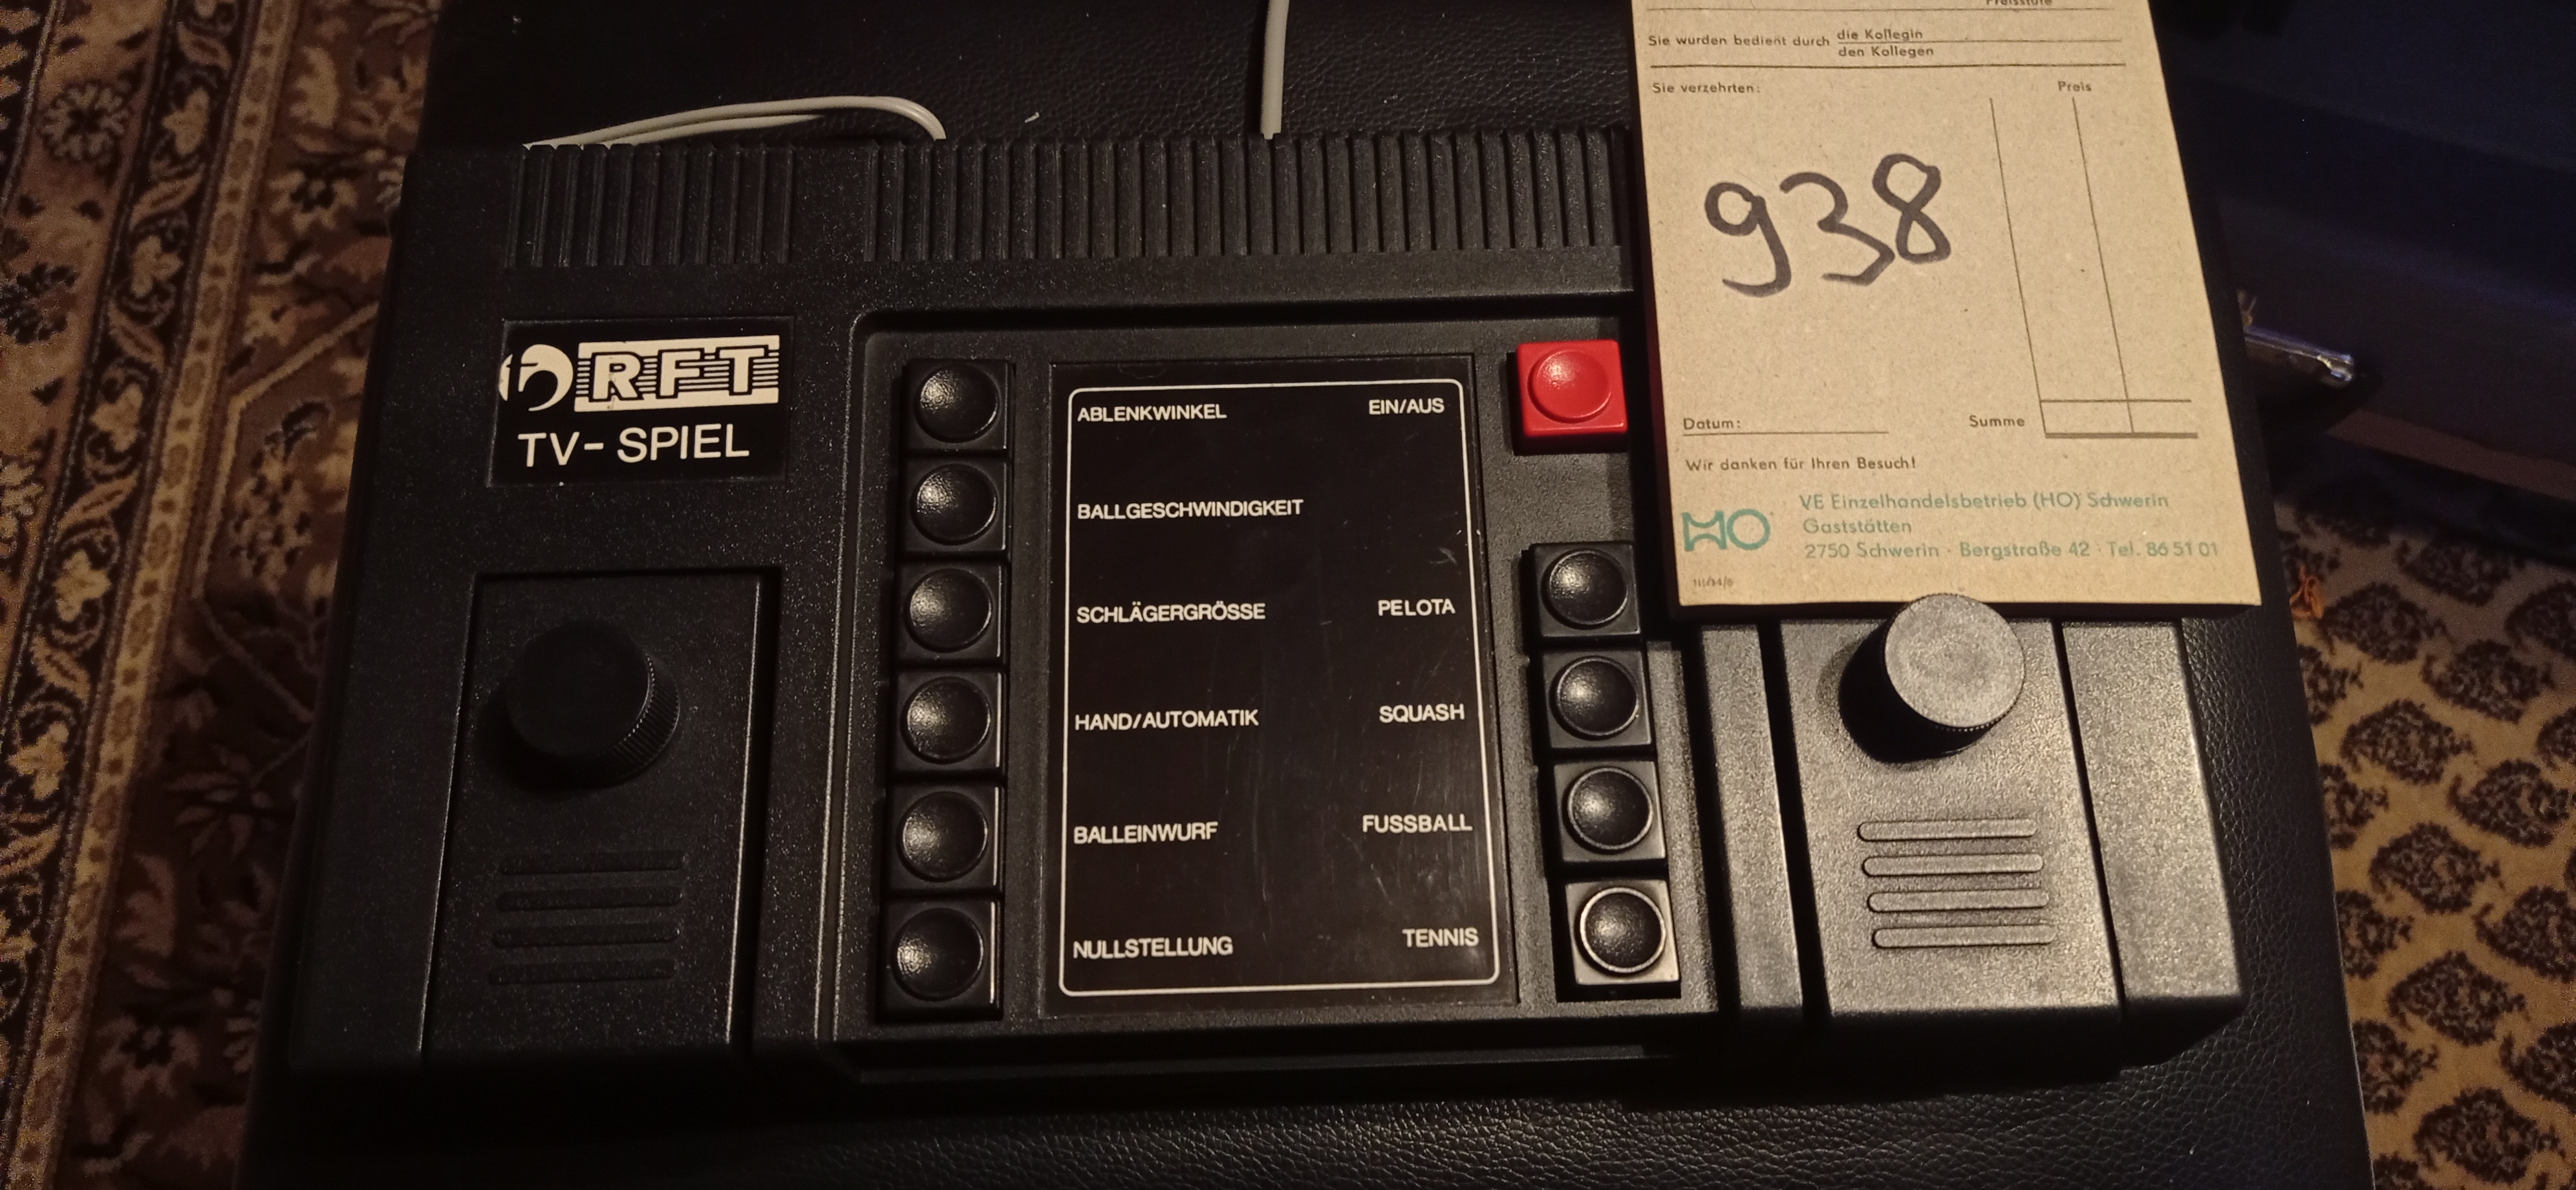 Preisstufe
Sie wurden bedient durch die Kollegin
den Kollegen
Sie verzehrten:
Preis
938
Datum:
Summe
Wir danken für Ihren Besuch!
HO
VE Einzelhandelsbetrieb (HO) Schwerin
Gaststätten
2750 Schwerin · Bergstraße 42 · Tel. 86 51 01
RFT
TV-SPIEL
ABLENKWINKEL
EIN/AUS
BALLGESCHWINDIGKEIT
SCHLÄGERGRÖSSE
PELOTA
HAND/AUTOMATIK
SQUASH
BALLEINWURF
FUSSBALL
NULLSTELLUNG
TENNIS